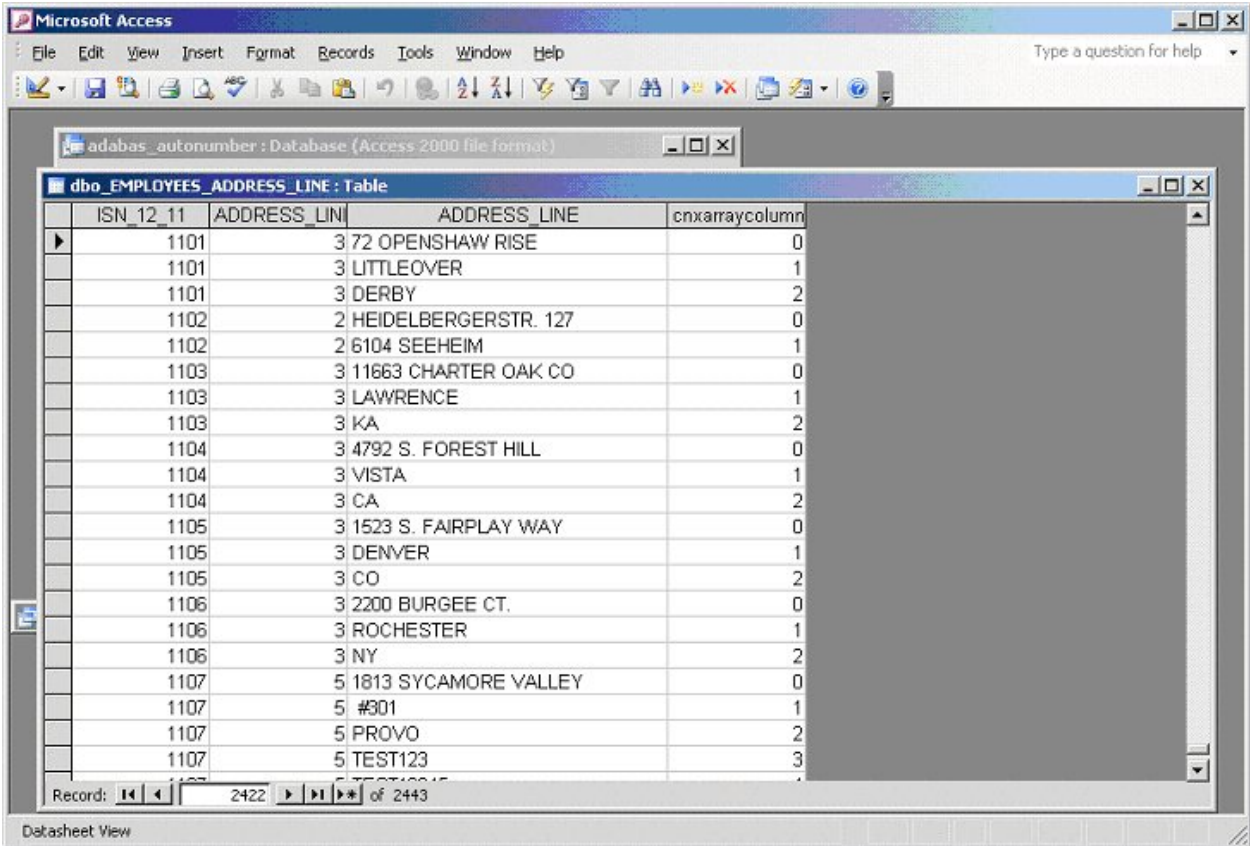 Microsoft Access
File Edit View Insert Format Records Tools Window Help Type a question for help
adabas_autonumber : Database (Access 2000 file format)
dbo_EMPLOYEES_ADDRESS_LINE : Table
ISN_12_11 ADDRESS_LINI ADDRESS_LINE cnxarraycolumn
1101 3 72 OPENSHAW RISE 0
1101 3 LITTLEOVER 1
1101 3 DERBY 2
1102 2 HEIDELBERGERSTR. 127 0
1102 2 6104 SEEHEIM 1
1103 3 11663 CHARTER OAK CO 0
1103 3 LAWRENCE 1
1103 3 KA 2
1104 3 4792 S. FOREST HILL 0
1104 3 VISTA 1
1104 3 CA 2
1105 3 1523 S. FAIRPLAY WAY 0
1105 3 DENVER 1
1105 3 CO 2
1106 3 2200 BURGEE CT. 0
1106 3 ROCHESTER 1
1106 3 NY 2
1107 5 1813 SYCAMORE VALLEY 0
1107 5 #301 1
1107 5 PROVO 2
1107 5 TEST123 3
Record: 2422 of 2443
Datasheet View